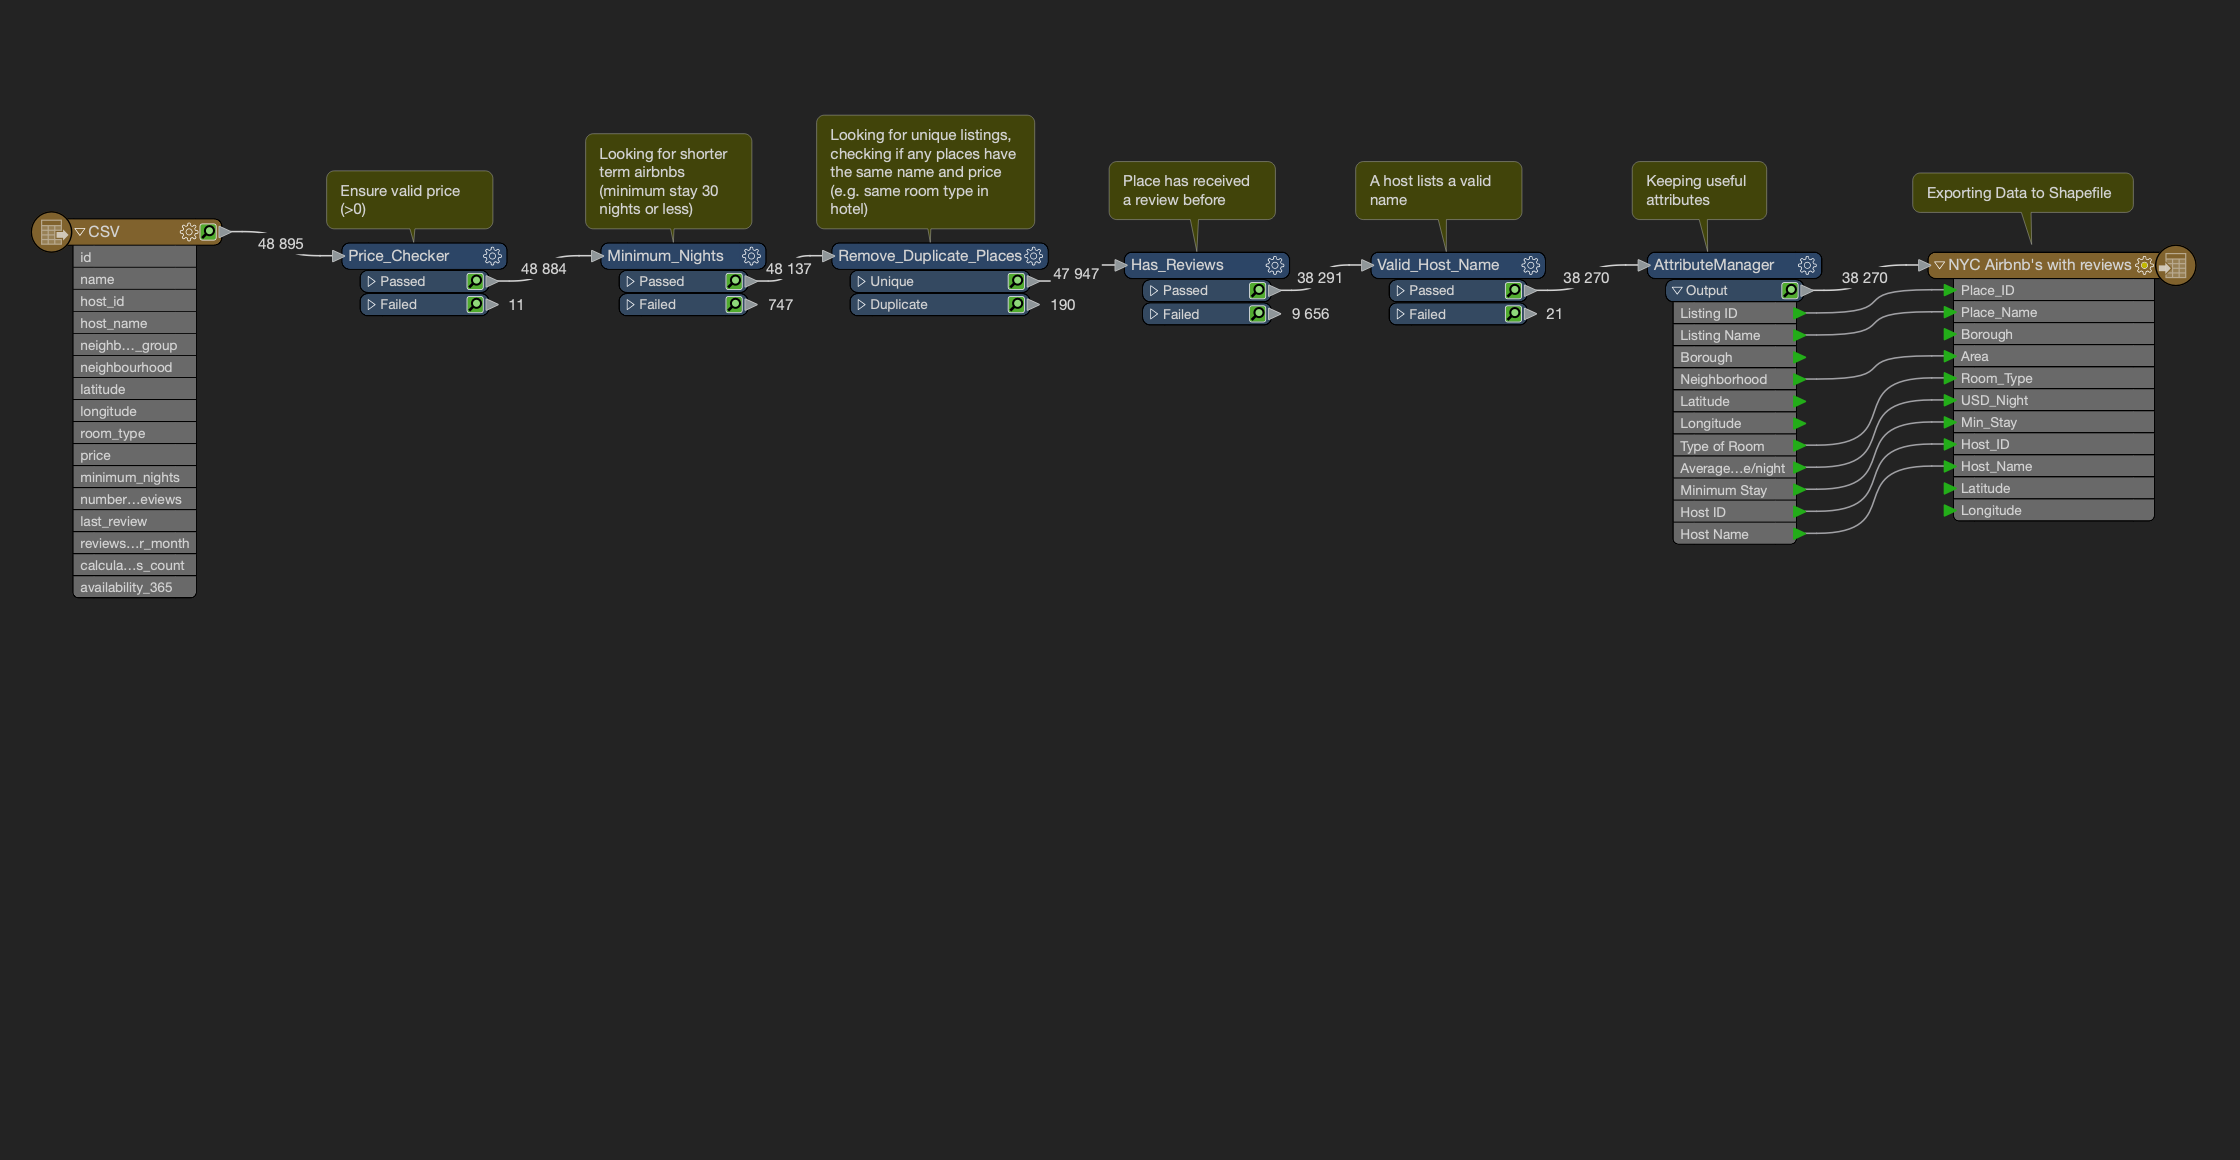 CSV
id
name
host_id
host_name
neighb…_group
neighbourhood
latitude
longitude
room_type
price
minimum_nights
number…eviews
last_review
reviews…r_month
calcula…s_count
availability_365
48 895
Ensure valid price
(>0)
Price_Checker
Passed
Failed
48 884
11
Looking for shorter
term airbnbs
(minimum stay 30
nights or less)
Minimum_Nights
Passed
Failed
48 137
747
Looking for unique listings,
checking if any places have
the same name and price
(e.g. same room type in
hotel)
Remove_Duplicate_Places
Unique
Duplicate
47 947
190
Place has received
a review before
Has_Reviews
Passed
Failed
38 291
9 656
A host lists a valid
name
Valid_Host_Name
Passed
Failed
38 270
21
Keeping useful
attributes
AttributeManager
Output
Listing ID
Listing Name
Borough
Neighborhood
Latitude
Longitude
Type of Room
Average…e/night
Minimum Stay
Host ID
Host Name
38 270
Exporting Data to Shapefile
NYC Airbnb's with reviews
Place_ID
Place_Name
Borough
Area
Room_Type
USD_Night
Min_Stay
Host_ID
Host_Name
Latitude
Longitude